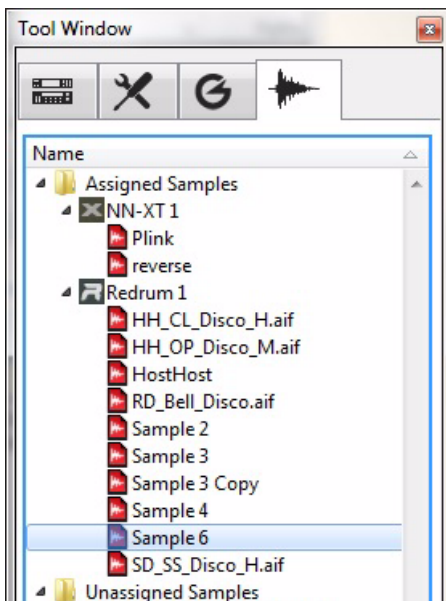 Tool Window
Name
Assigned Samples
NN-XT 1
Plink
reverse
Redrum 1
HH_CL_Disco_H.aif
HH_OP_Disco_M.aif
HostHost
RD_Bell_Disco.aif
Sample 2
Sample 3
Sample 3 Copy
Sample 4
Sample 6
SD_SS_Disco_H.aif
Unassigned Samples